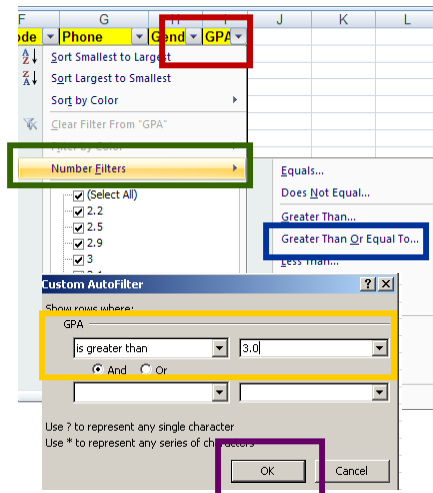 F G H I J K L
ode Phone Gend GPA
Sort Smallest to Largest
Sort Largest to Smallest
Sort by Color
Clear Filter From "GPA"
Filter by Color
Number Filters
(Select All)
2.2
2.5
2.9
3
Equals...
Does Not Equal...
Greater Than...
Greater Than Or Equal To...
Less Than...
Custom AutoFilter
Show rows where:
GPA
is greater than 3.0
And Or
Use ? to represent any single character
Use * to represent any series of characters
OK Cancel